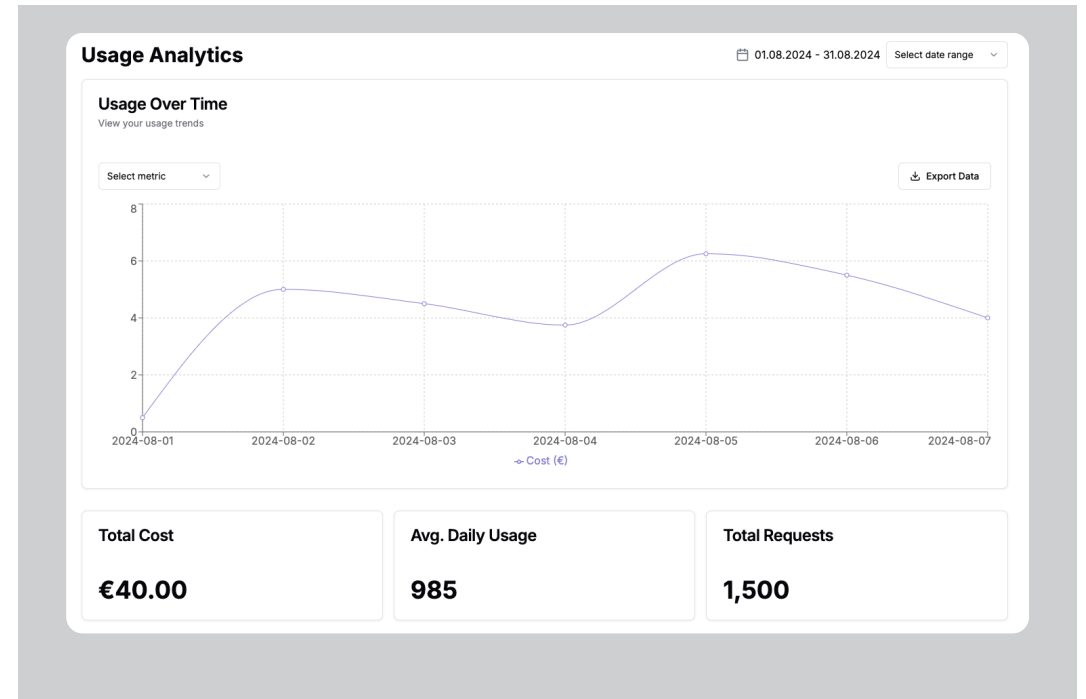 Usage Analytics
01.08.2024 - 31.08.2024 Select date range
Usage Over Time
View your usage trends
Select metric
Export Data
8
6
4
2
0
2024-08-01 2024-08-02 2024-08-03 2024-08-04 2024-08-05 2024-08-06 2024-08-07
Cost (€)
Total Cost
€40.00
Avg. Daily Usage
985
Total Requests
1,500